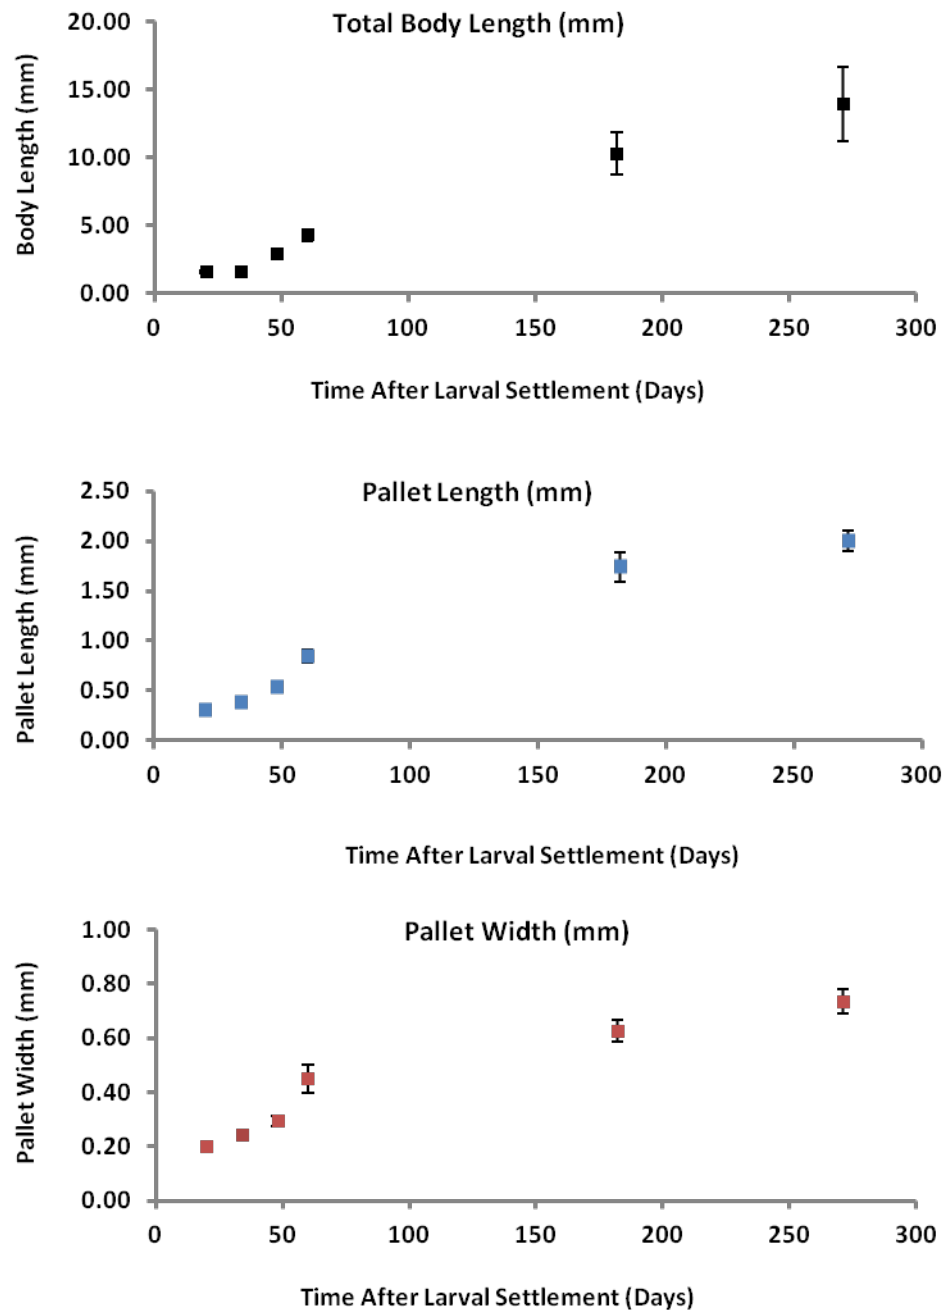 Total Body Length (mm)
20.00
15.00
10.00
5.00
0.00
Body Length (mm)
0 50 100 150 200 250 300
Time After Larval Settlement (Days)
Pallet Length (mm)
2.50
2.00
1.50
1.00
0.50
0.00
Pallet Length (mm)
0 50 100 150 200 250 300
Time After Larval Settlement (Days)
Pallet Width (mm)
1.00
0.80
0.60
0.40
0.20
0.00
Pallet Width (mm)
0 50 100 150 200 250 300
Time After Larval Settlement (Days)